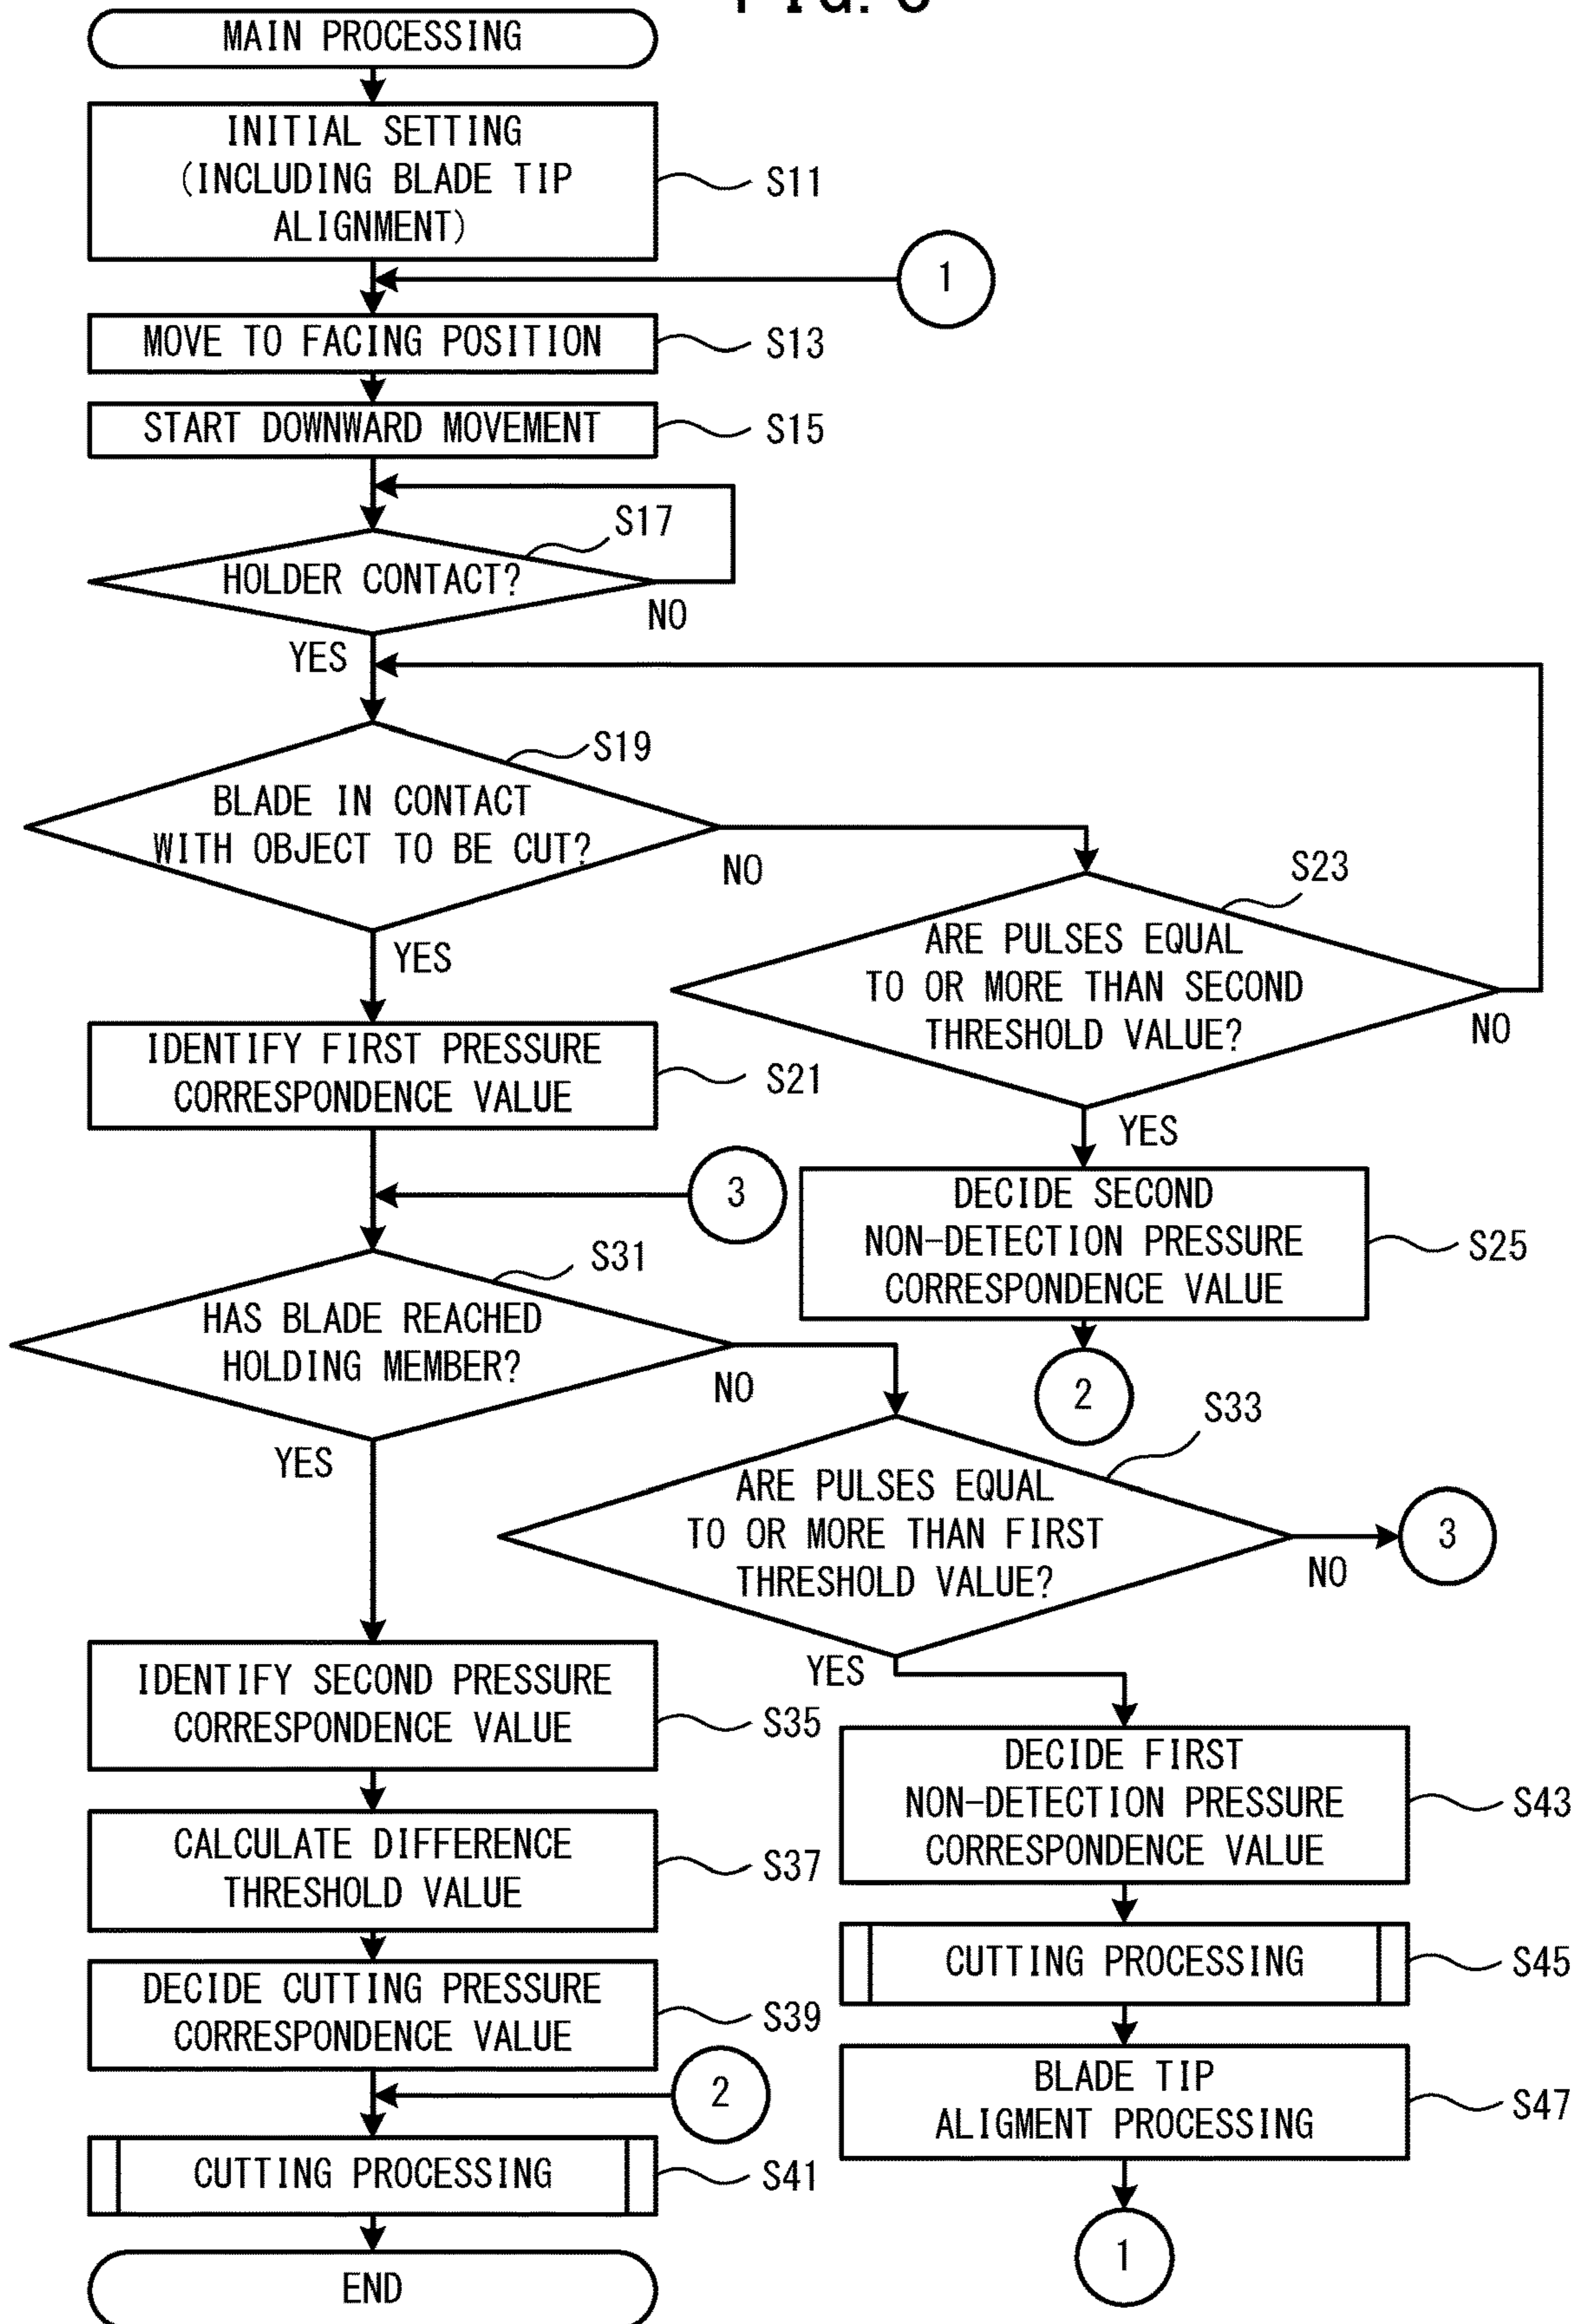 MAIN PROCESSING
INITIAL SETTING
(INCLUDING BLADE TIP
ALIGNMENT)
S11
1
MOVE TO FACING POSITION
S13
START DOWNWARD MOVEMENT
S15
S17
HOLDER CONTACT?
NO
YES
S19
BLADE IN CONTACT
WITH OBJECT TO BE CUT?
NO
YES
S23
ARE PULSES EQUAL
TO OR MORE THAN SECOND
THRESHOLD VALUE?
NO
YES
IDENTIFY FIRST PRESSURE
CORRESPONDENCE VALUE
S21
3
DECIDE SECOND
NON-DETECTION PRESSURE
CORRESPONDENCE VALUE
S25
2
S31
HAS BLADE REACHED
HOLDING MEMBER?
NO
YES
S33
ARE PULSES EQUAL
TO OR MORE THAN FIRST
THRESHOLD VALUE?
NO
3
YES
IDENTIFY SECOND PRESSURE
CORRESPONDENCE VALUE
S35
CALCULATE DIFFERENCE
THRESHOLD VALUE
S37
DECIDE CUTTING PRESSURE
CORRESPONDENCE VALUE
S39
2
CUTTING PROCESSING
S41
END
DECIDE FIRST
NON-DETECTION PRESSURE
CORRESPONDENCE VALUE
S43
CUTTING PROCESSING
S45
BLADE TIP
ALIGMENT PROCESSING
S47
1